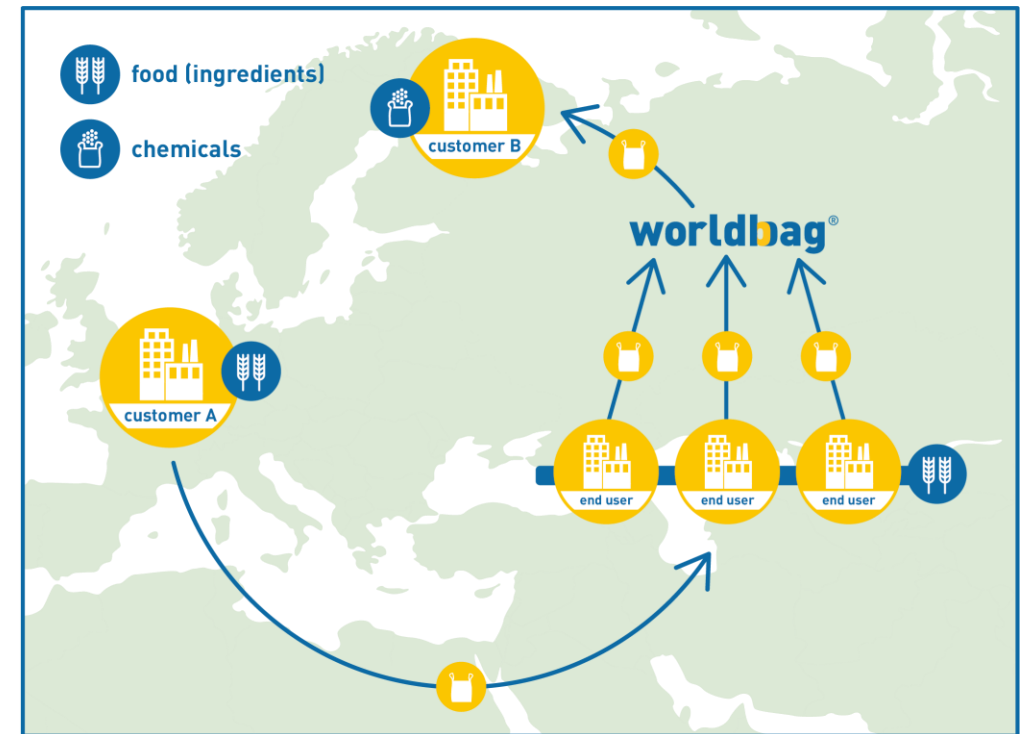 food (ingredients)
chemicals
customer B
worldbag®
customer A
end user
end user
end user